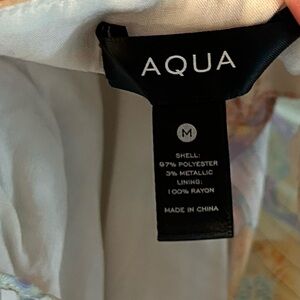 AQUA
M
SHELL:
97% POLYESTER
3% METALLIC
LINING:
100% RAYON
MADE IN CHINA